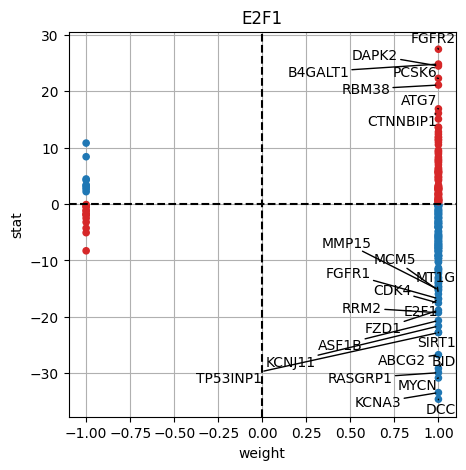 E2F1
FGFR2
DAPK2
B4GALT1
PCSK6
RBM38
ATG7
CTNNBIP1
MMP15
MCM5
FGFR1
MT1G
CDK4
RRM2
E2F1
FZD1
ASF1B
SIRT1
KCNJ11
ABCG2
BID
TP53INP1
RASGRP1
MYCN
KCNA3
DCC
30
20
10
0
−10
−20
−30
stat
−1.00
−0.75
−0.50
−0.25
0.00
0.25
0.50
0.75
1.00
weight